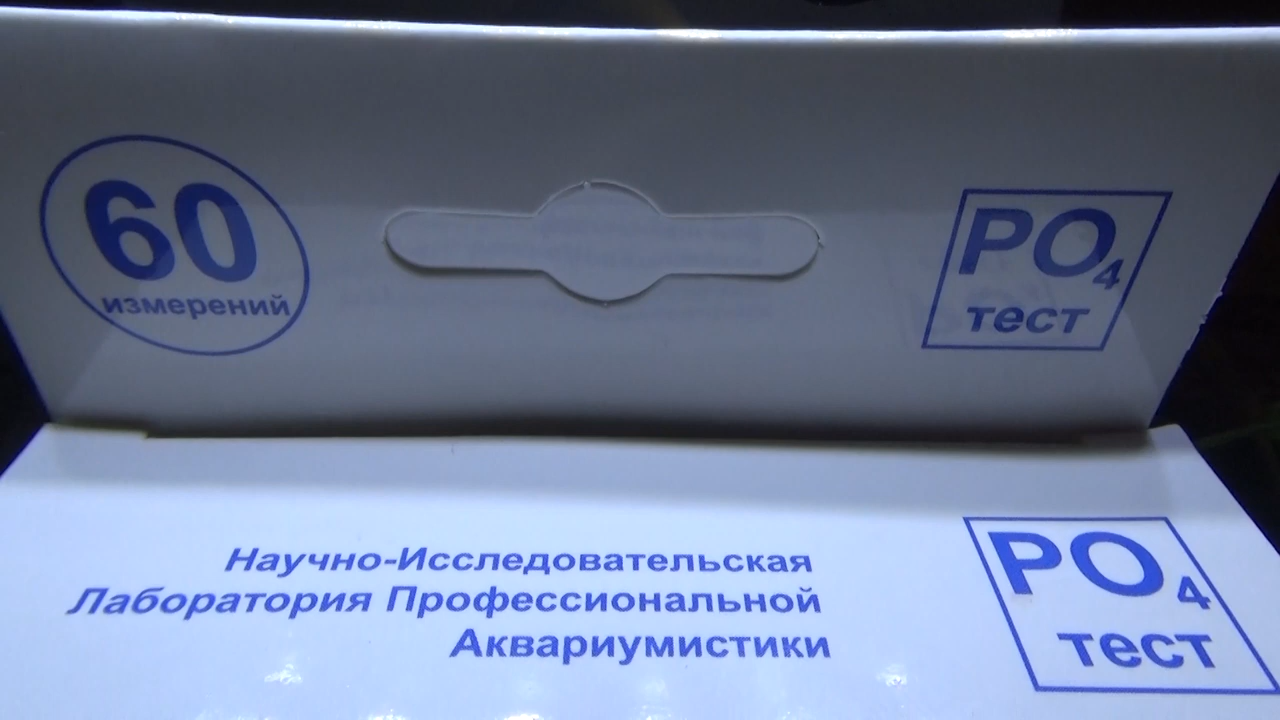 60
измерений
PO4
тест
Научно-Исследовательская
Лаборатория Профессиональной
Аквариумистики
PO4
тест